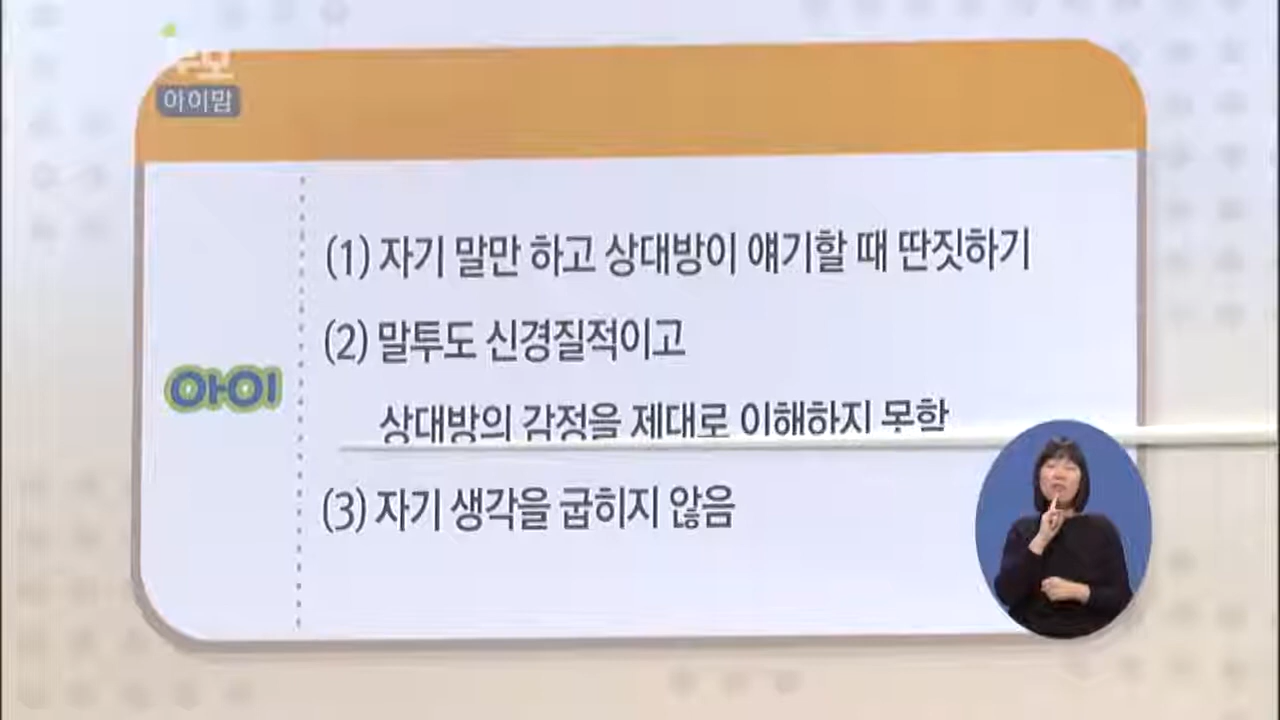 아이맘
(1) 자기 말만 하고 상대방이 얘기할 때 딴짓하기
(2) 말투도 신경질적이고
상대방의 감정을 제대로 이해하지 못함
아이
(3) 자기 생각을 굽히지 않음